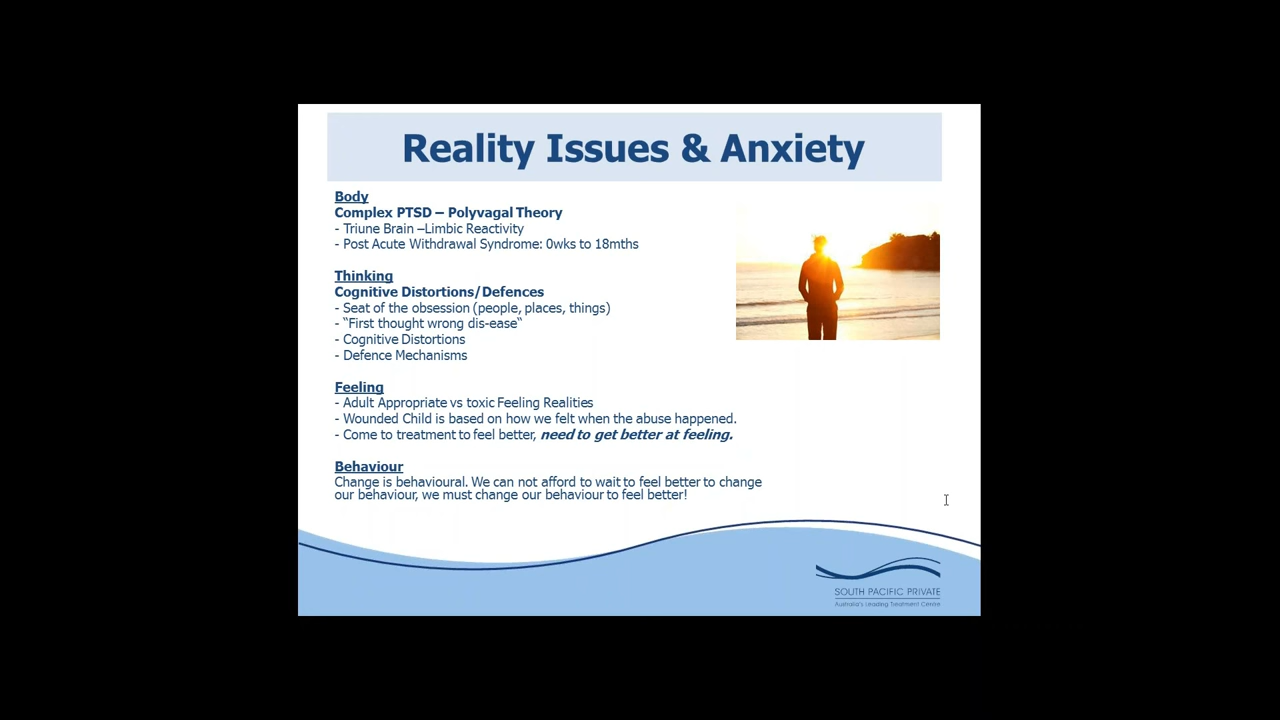 Reality Issues & Anxiety
Body
Complex PTSD – Polyvagal Theory
- Triune Brain –Limbic Reactivity
- Post Acute Withdrawal Syndrome: 0wks to 18mths
Thinking
Cognitive Distortions/Defences
- Seat of the obsession (people, places, things)
- “First thought wrong dis-ease“
- Cognitive Distortions
- Defence Mechanisms
Feeling
- Adult Appropriate vs toxic Feeling Realities
- Wounded Child is based on how we felt when the abuse happened.
- Come to treatment to feel better, need to get better at feeling.
Behaviour
Change is behavioural. We can not afford to wait to feel better to change
our behaviour, we must change our behaviour to feel better!
SOUTH PACIFIC PRIVATE
Australia's Leading Treatment Centre